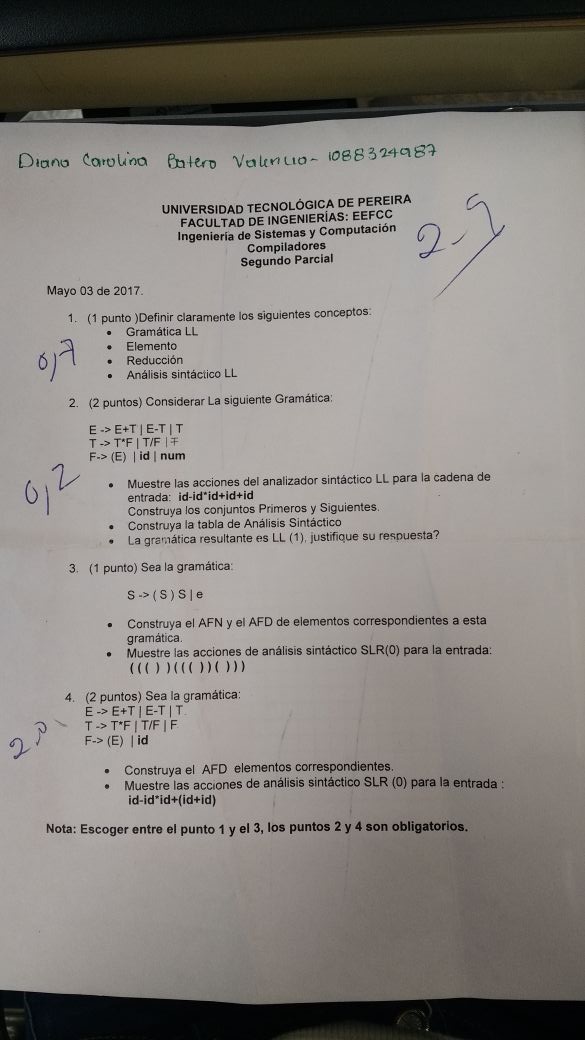 Diana Carolina Botero Valencia - 1088324987
UNIVERSIDAD TECNOLÓGICA DE PEREIRA
FACULTAD DE INGENIERÍAS: EEFCC
Ingeniería de Sistemas y Computación
Compiladores
Segundo Parcial
2-9
Mayo 03 de 2017.
1. (1 punto )Definir claramente los siguientes conceptos:
• Gramática LL
• Elemento
• Reducción
• Análisis sintáctico LL
0,7
2. (2 puntos) Considerar La siguiente Gramática:
E -> E+T | E-T | T
T -> T*F | T/F | F
F-> (E) | id | num
0,2
• Muestre las acciones del analizador sintáctico LL para la cadena de
entrada: id-id*id+id+id
Construya los conjuntos Primeros y Siguientes.
• Construya la tabla de Análisis Sintáctico
• La gramática resultante es LL (1), justifique su respuesta?
3. (1 punto) Sea la gramática:
S -> ( S ) S | e
• Construya el AFN y el AFD de elementos correspondientes a esta
gramática.
• Muestre las acciones de análisis sintáctico SLR(0) para la entrada:
( ( ( ) ) ( ( ( ) ) ( ) ) )
4. (2 puntos) Sea la gramática:
E -> E+T | E-T | T.
T -> T*F | T/F | F
F-> (E) | id
2,0
• Construya el AFD elementos correspondientes.
• Muestre las acciones de análisis sintáctico SLR (0) para la entrada :
id-id*id+(id+id)
Nota: Escoger entre el punto 1 y el 3, los puntos 2 y 4 son obligatorios.